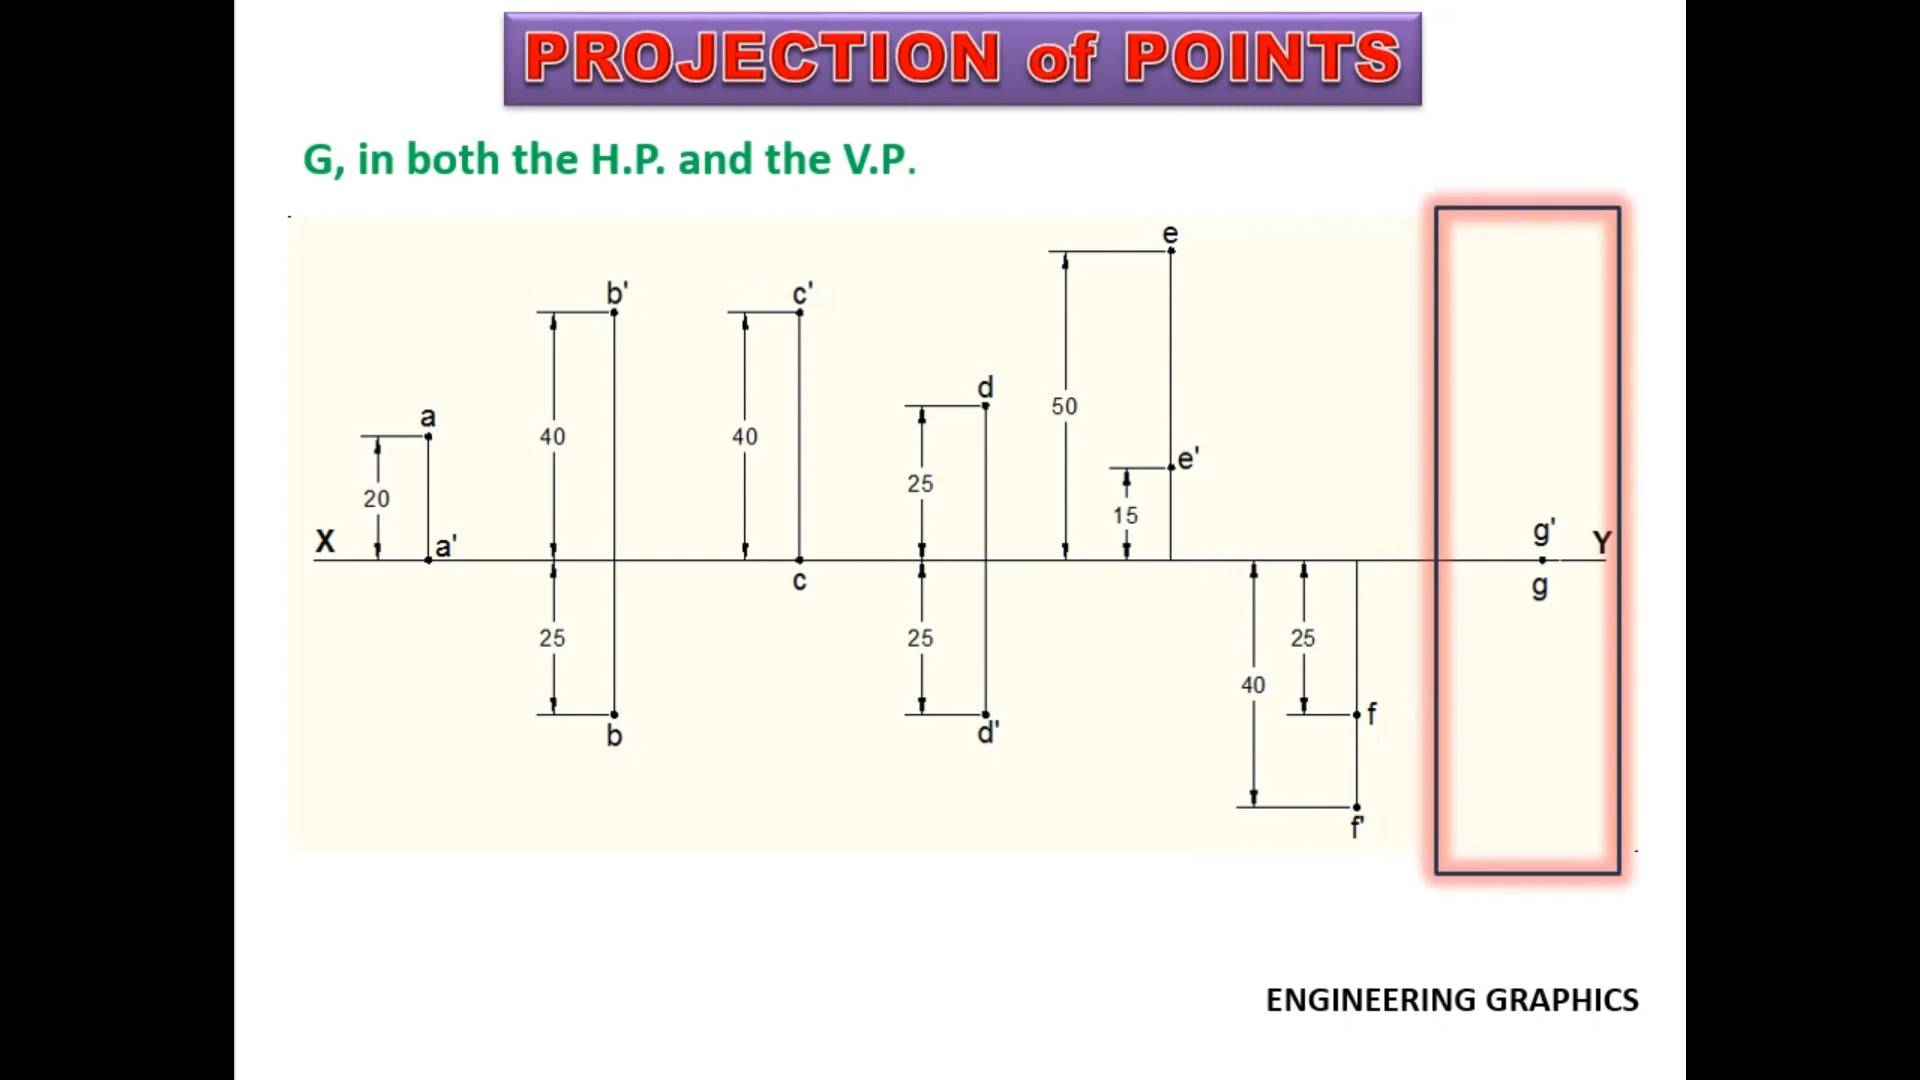 PROJECTION of POINTS
G, in both the H.P. and the V.P.
e
b'
c'
d
50
a
40
40
e'
25
20
15
g'
X
a'
Y
c
g
25
25
25
40
f
b
d'
f'
ENGINEERING GRAPHICS